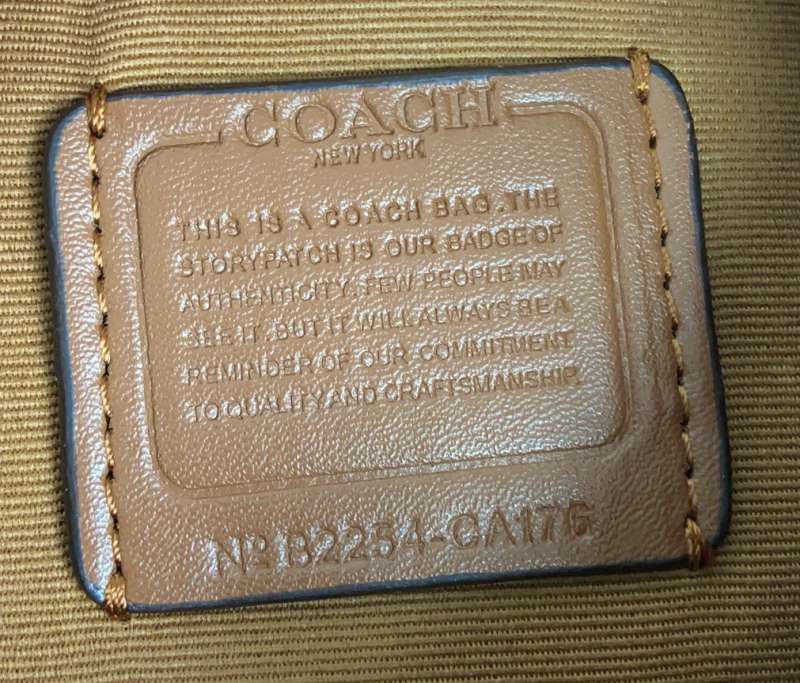 COACH
NEW YORK
THIS IS A COACH BAG. THE
STORYPATCH IS OUR BADGE OF
AUTHENTICITY. FEW PEOPLE MAY
SEE IT. BUT IT WILL ALWAYS BE A
REMINDER OF OUR COMMITMENT
TO QUALITY AND CRAFTSMANSHIP.
Nº B2254-CA176